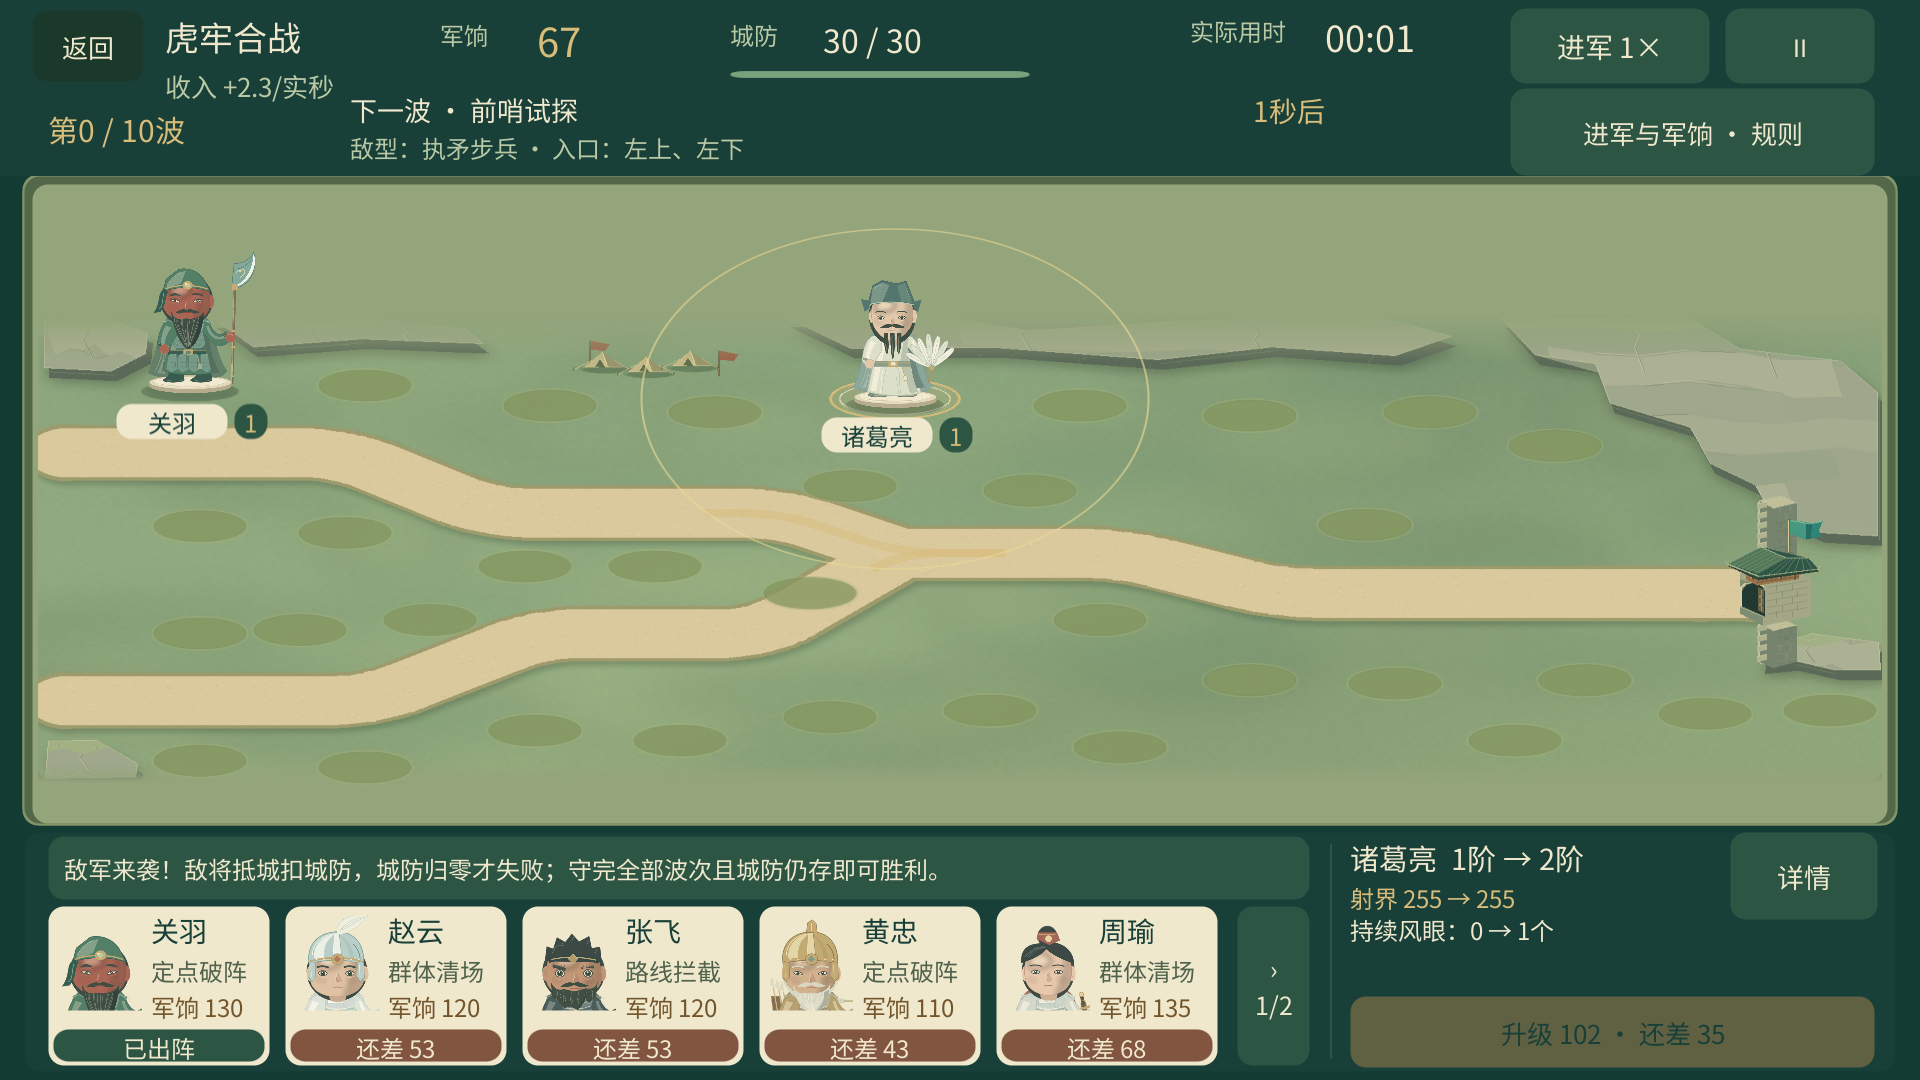 返回
虎牢合战
收入 +2.3/实秒
军饷 67
城防 30 / 30
实际用时 00:01
进军 1×
II
第0 / 10波
下一波 · 前哨试探
敌型：执矛步兵 · 入口：左上、左下
1秒后
进军与军饷 · 规则
关羽 1
诸葛亮 1
敌军来袭！敌将抵城扣城防，城防归零才失败；守完全部波次且城防仍存即可胜利。
关羽
定点破阵
军饷 130
已出阵
赵云
群体清场
军饷 120
还差 53
张飞
路线拦截
军饷 120
还差 53
黄忠
定点破阵
军饷 110
还差 43
周瑜
群体清场
军饷 135
还差 68
›
1/2
诸葛亮 1阶 → 2阶
射界 255 → 255
持续风眼：0 → 1个
详情
升级 102 · 还差 35